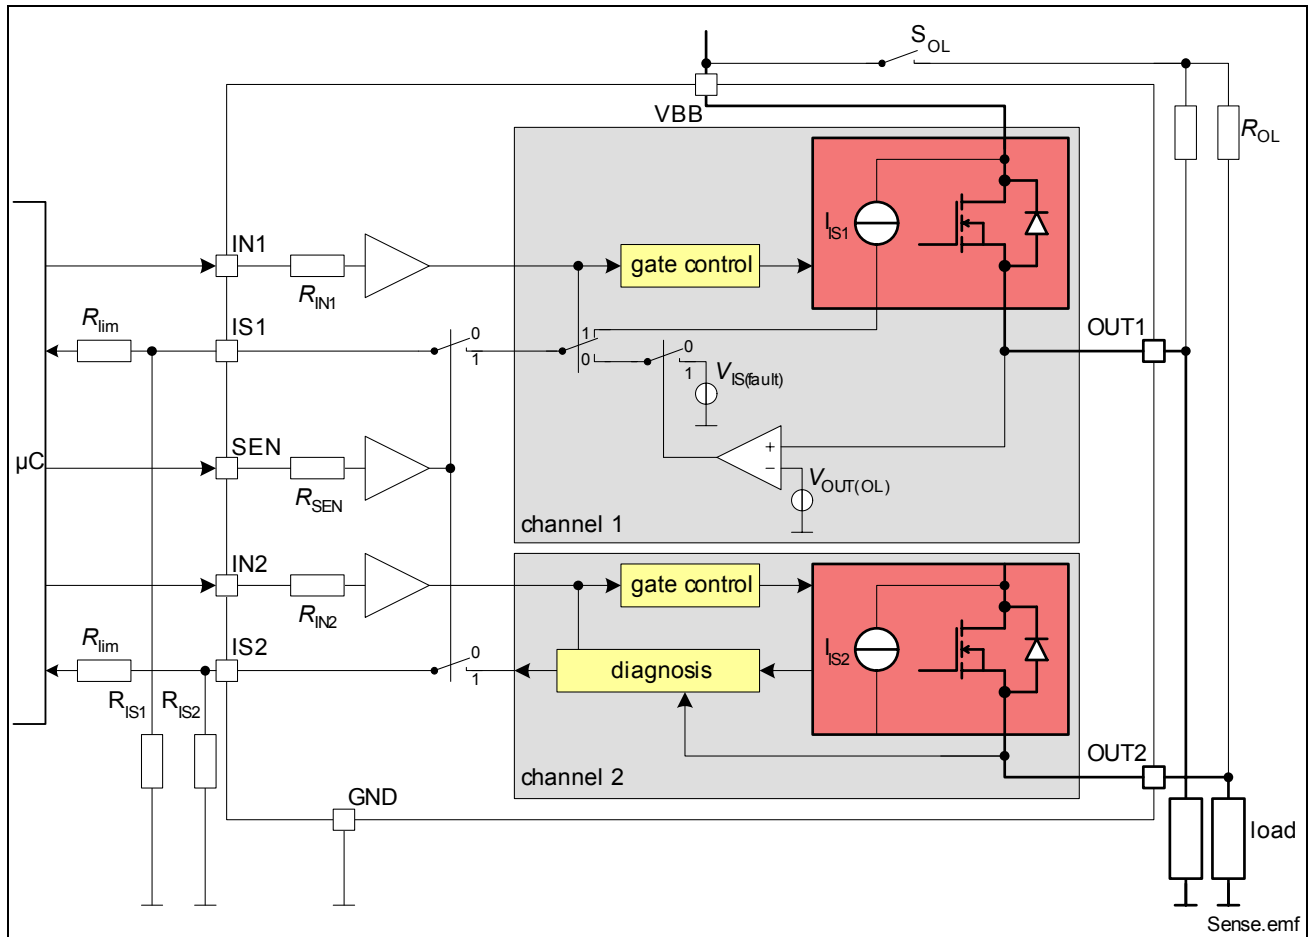 S_OL
VBB
R_OL
IN1
gate control
I_IS1
R_IN1
R_lim
IS1
0
1
1
0
0
1
V_IS(fault)
OUT1
SEN
µC
+
−
V_OUT(OL)
R_SEN
channel 1
IN2
gate control
R_IN2
R_lim
IS2
0
1
diagnosis
I_IS2
R_IS1
R_IS2
OUT2
channel 2
GND
load
Sense.emf